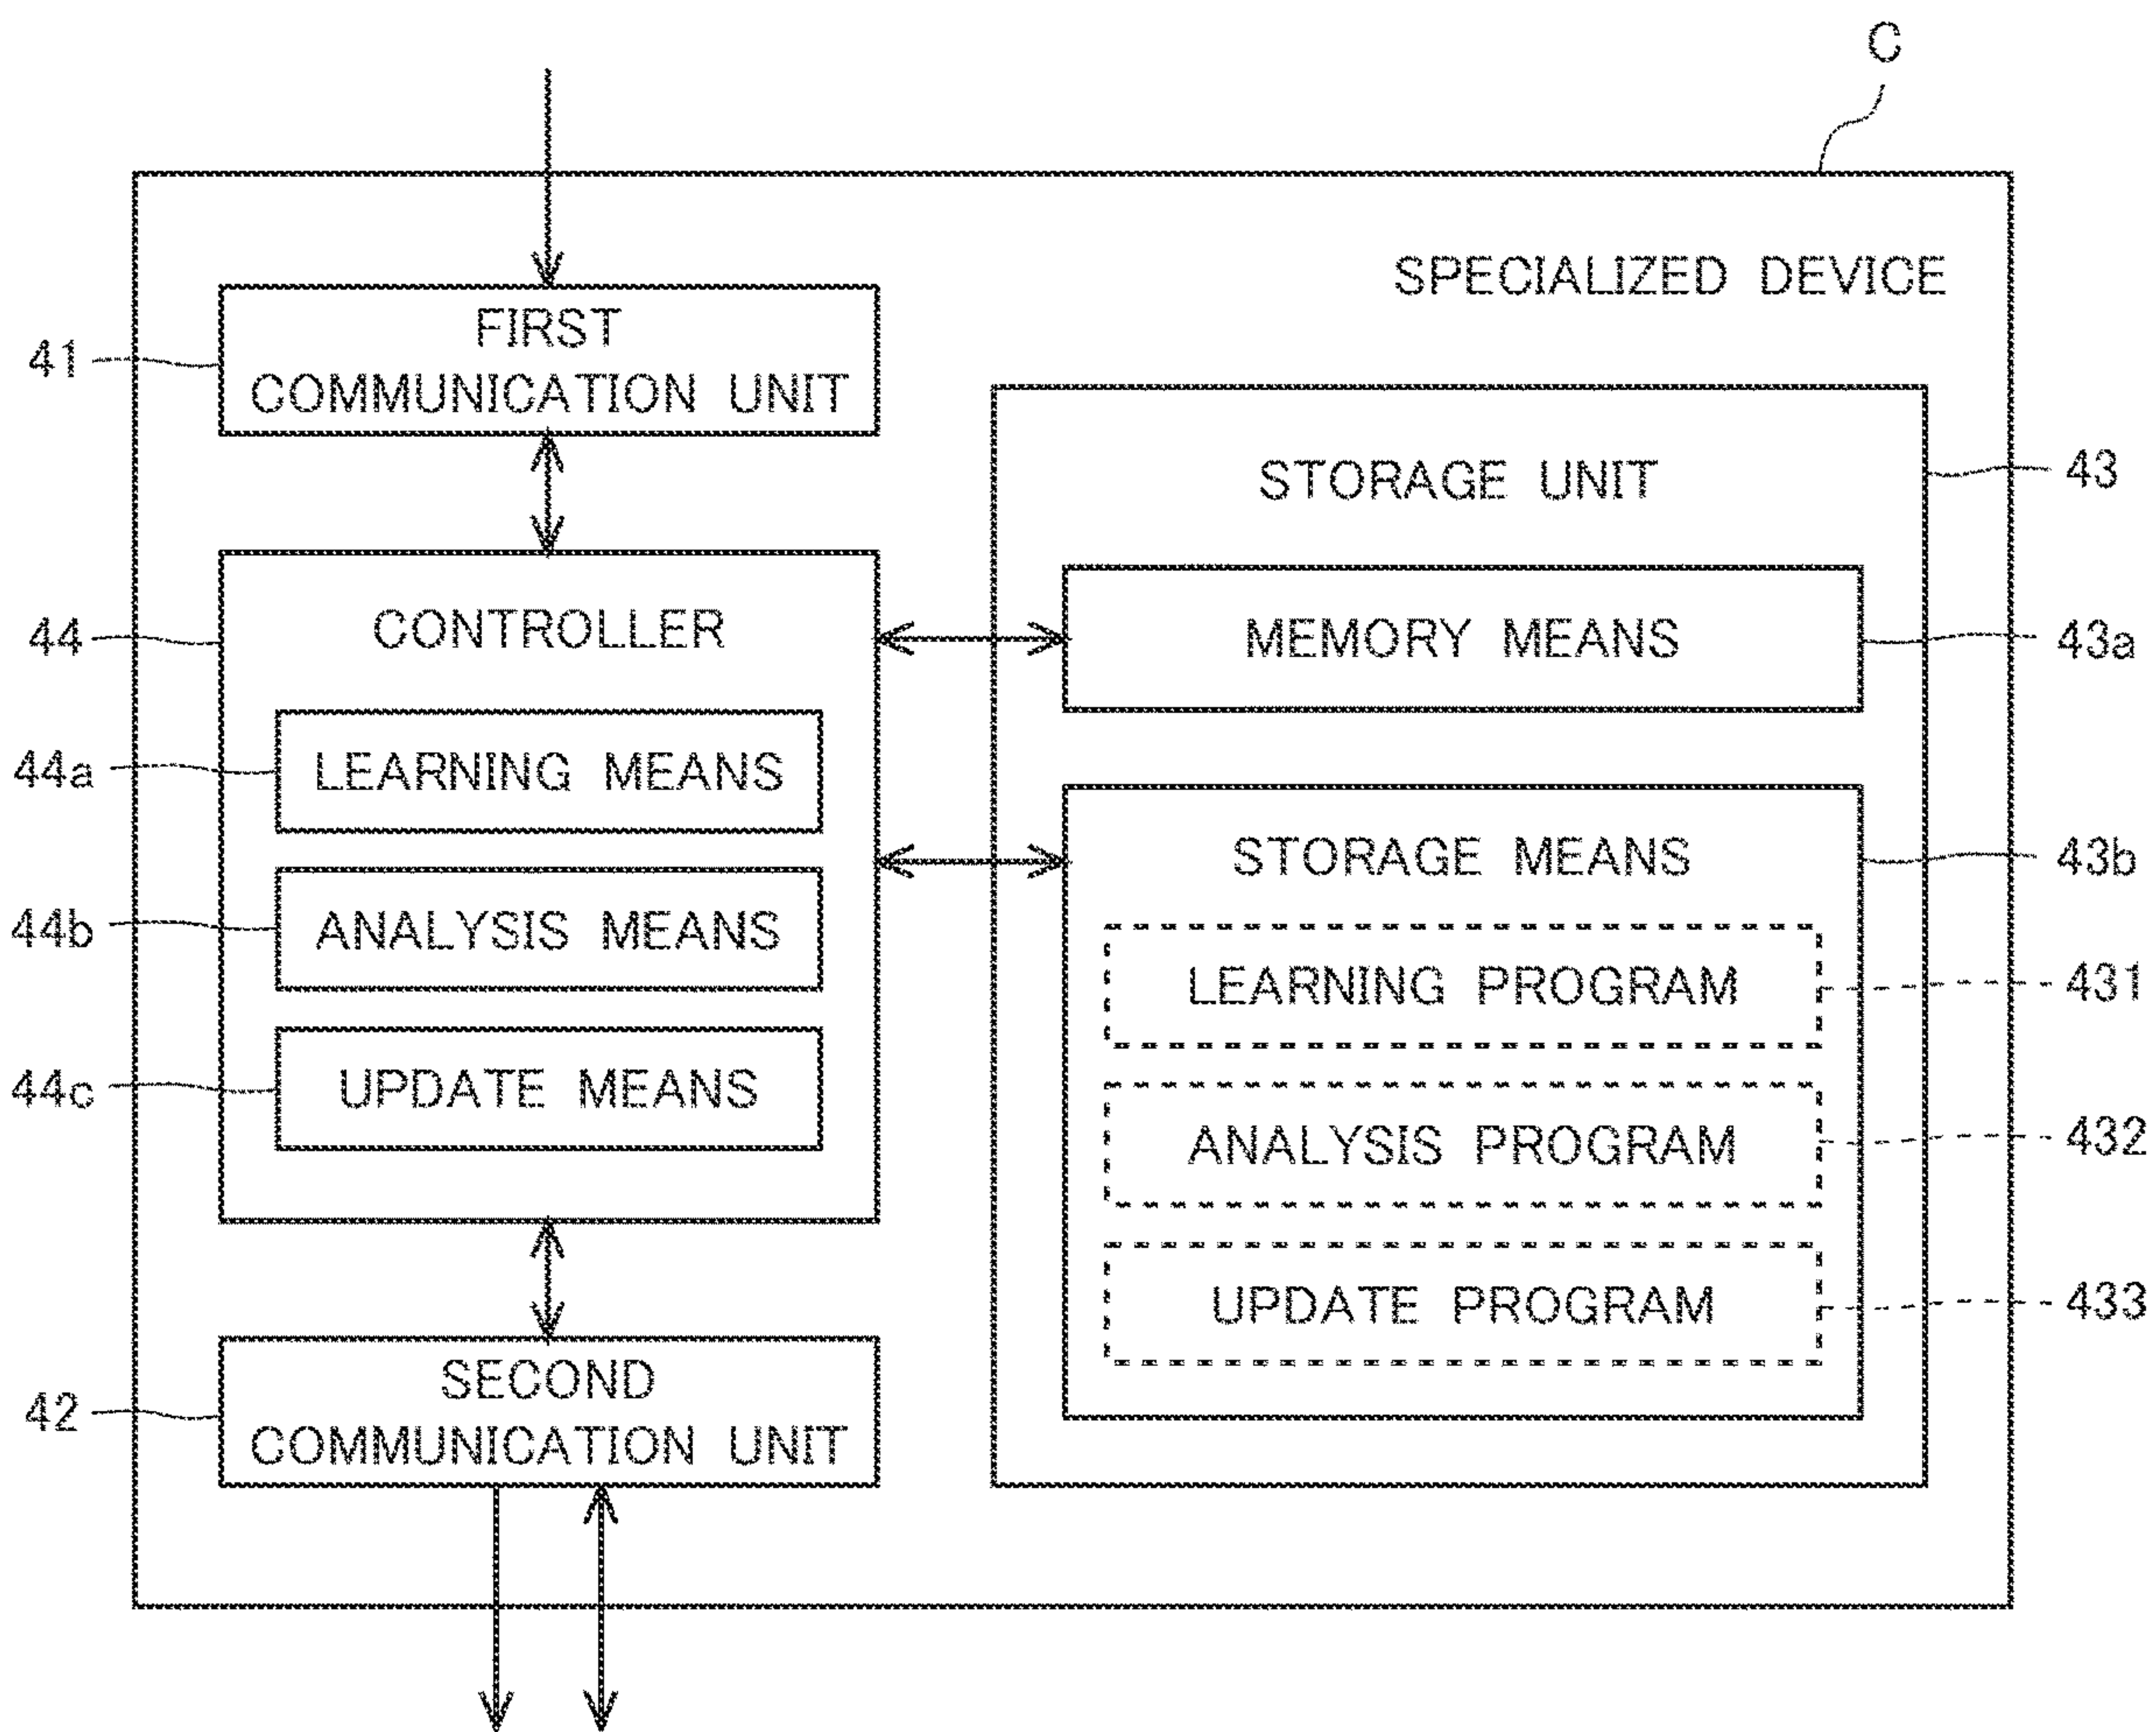 C
SPECIALIZED DEVICE
41
FIRST
COMMUNICATION UNIT
STORAGE UNIT
43
44
CONTROLLER
MEMORY MEANS
43a
44a
LEARNING MEANS
STORAGE MEANS
43b
44b
ANALYSIS MEANS
LEARNING PROGRAM
431
44c
UPDATE MEANS
ANALYSIS PROGRAM
432
UPDATE PROGRAM
433
42
SECOND
COMMUNICATION UNIT